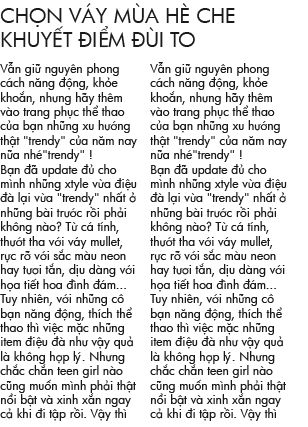 CHỌN VÁY MÙA HÈ CHE
KHUYẾT ĐIỂM ĐÙI TO
Vẫn giữ nguyên phong
cách năng động, khỏe
khoắn, nhưng hãy thêm
vào trang phục thể thao
của bạn những xu hướng
thật "trendy" của năm nay
nữa nhé"trendy" !
Bạn đã update đủ cho
mình những xtyle vừa điệu
đà lại vừa "trendy" nhất ở
những bài trước rồi phải
không nào? Từ cá tính,
thướt tha với váy mullet,
rực rỡ với sắc màu neon
hay tươi tắn, dịu dàng với
họa tiết hoa đình đám...
Tuy nhiên, với những cô
bạn năng động, thích thể
thao thì việc mặc những
item điệu đà như vậy quả
là không hợp lý. Nhưng
chắc chắn teen girl nào
cũng muốn mình phải thật
nổi bật và xinh xắn ngay
cả khi đi tập rồi. Vậy thì
Vẫn giữ nguyên phong
cách năng động, khỏe
khoắn, nhưng hãy thêm
vào trang phục thể thao
của bạn những xu hướng
thật "trendy" của năm nay
nữa nhé"trendy" !
Bạn đã update đủ cho
mình những xtyle vừa điệu
đà lại vừa "trendy" nhất ở
những bài trước rồi phải
không nào? Từ cá tính,
thướt tha với váy mullet,
rực rỡ với sắc màu neon
hay tươi tắn, dịu dàng với
họa tiết hoa đình đám...
Tuy nhiên, với những cô
bạn năng động, thích thể
thao thì việc mặc những
item điệu đà như vậy quả
là không hợp lý. Nhưng
chắc chắn teen girl nào
cũng muốn mình phải thật
nổi bật và xinh xắn ngay
cả khi đi tập rồi. Vậy thì